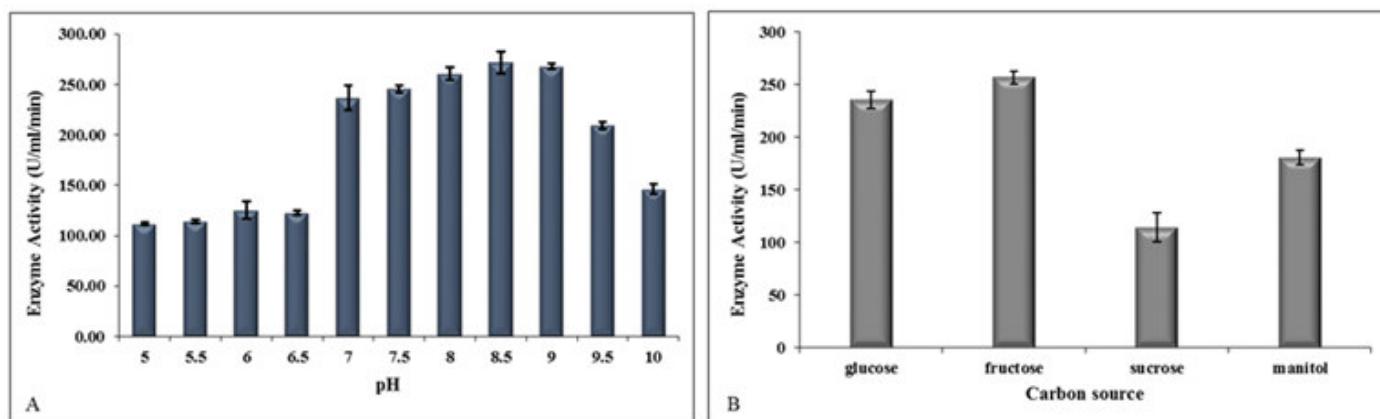 300.00
250.00
200.00
150.00
100.00
50.00
0.00
Enzyme Activity (U/ml/min)
5 5.5 6 6.5 7 7.5 8 8.5 9 9.5 10
pH
A
300
250
200
150
100
50
0
Enzyme Activity (U/ml/min)
glucose fructose sucrose manitol
Carbon source
B